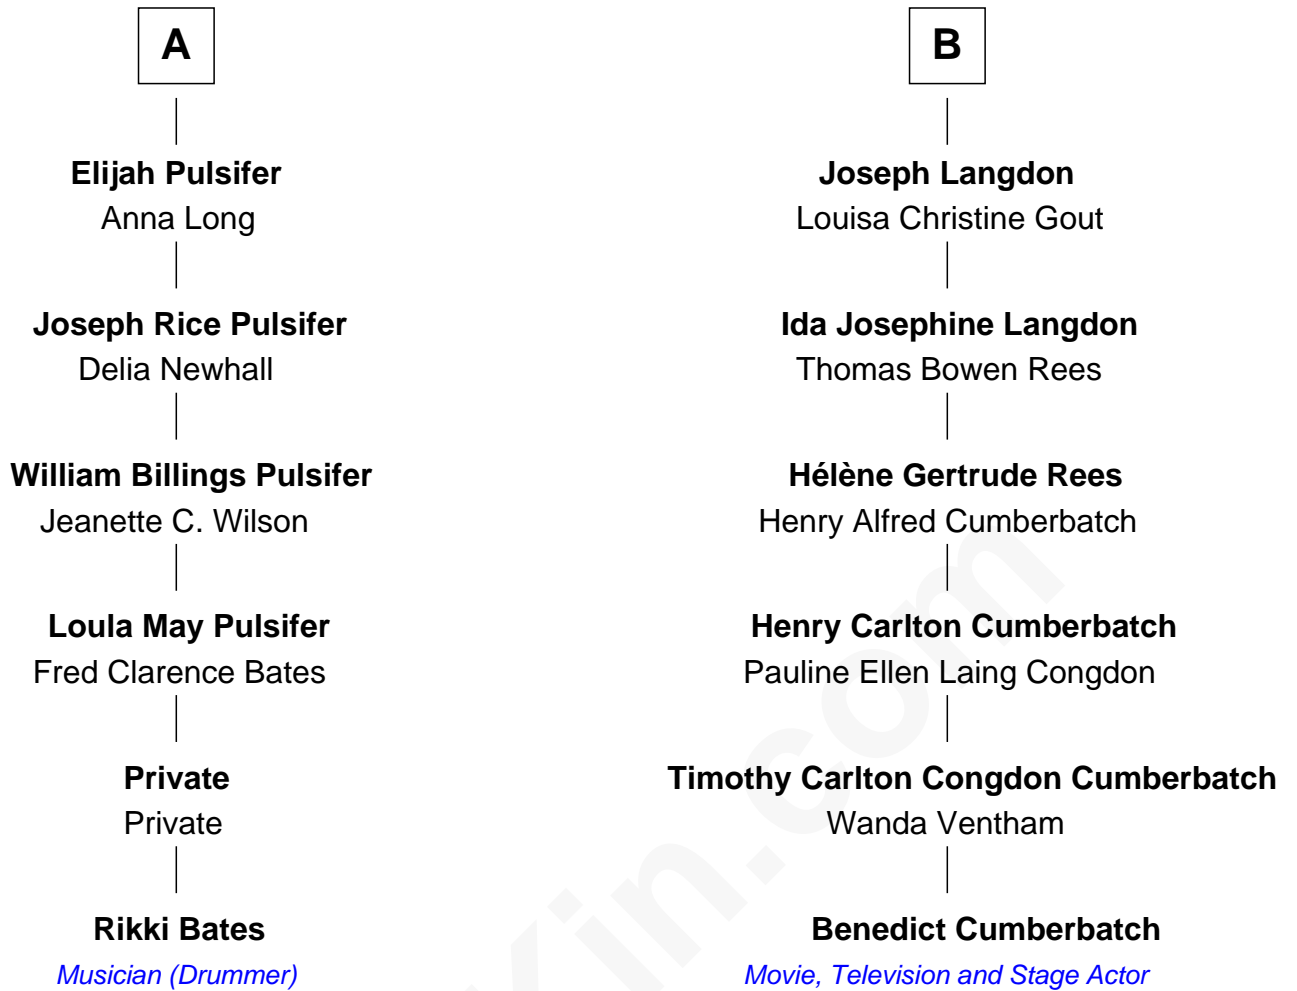 A
Elijah Pulsifer
Anna Long
Joseph Rice Pulsifer
Delia Newhall
William Billings Pulsifer
Jeanette C. Wilson
Loula May Pulsifer
Fred Clarence Bates
Private
Private
Rikki Bates
Musician (Drummer)
B
Joseph Langdon
Louisa Christine Gout
Ida Josephine Langdon
Thomas Bowen Rees
Hélène Gertrude Rees
Henry Alfred Cumberbatch
Henry Carlton Cumberbatch
Pauline Ellen Laing Congdon
Timothy Carlton Congdon Cumberbatch
Wanda Ventham
Benedict Cumberbatch
Movie, Television and Stage Actor